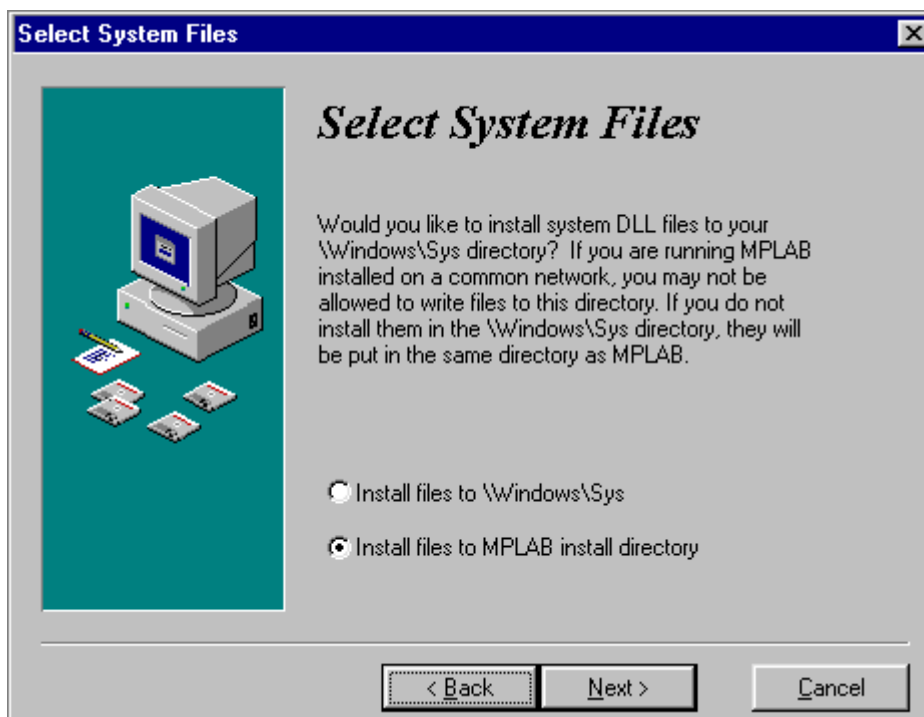 Select System Files
Select System Files
Would you like to install system DLL files to your
\Windows\Sys directory?  If you are running MPLAB
installed on a common network, you may not be
allowed to write files to this directory. If you do not
install them in the \Windows\Sys directory, they will
be put in the same directory as MPLAB.
Install files to \Windows\Sys
Install files to MPLAB install directory
< Back
Next >
Cancel